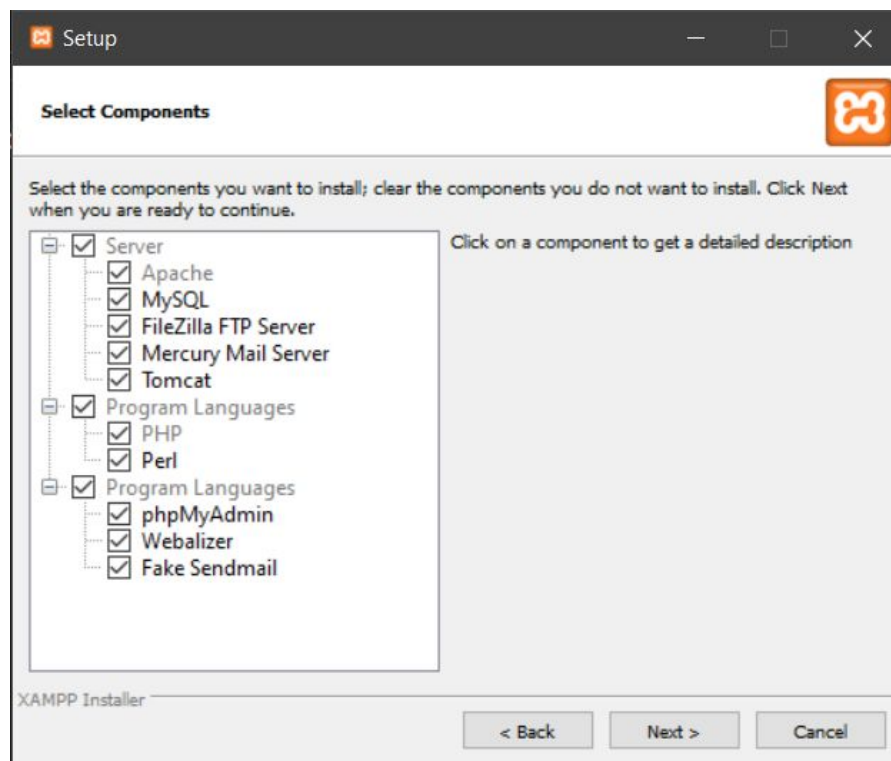 Setup
Select Components
Select the components you want to install; clear the components you do not want to install. Click Next
when you are ready to continue.
Server
Apache
MySQL
FileZilla FTP Server
Mercury Mail Server
Tomcat
Program Languages
PHP
Perl
Program Languages
phpMyAdmin
Webalizer
Fake Sendmail
Click on a component to get a detailed description
XAMPP Installer
< Back
Next >
Cancel